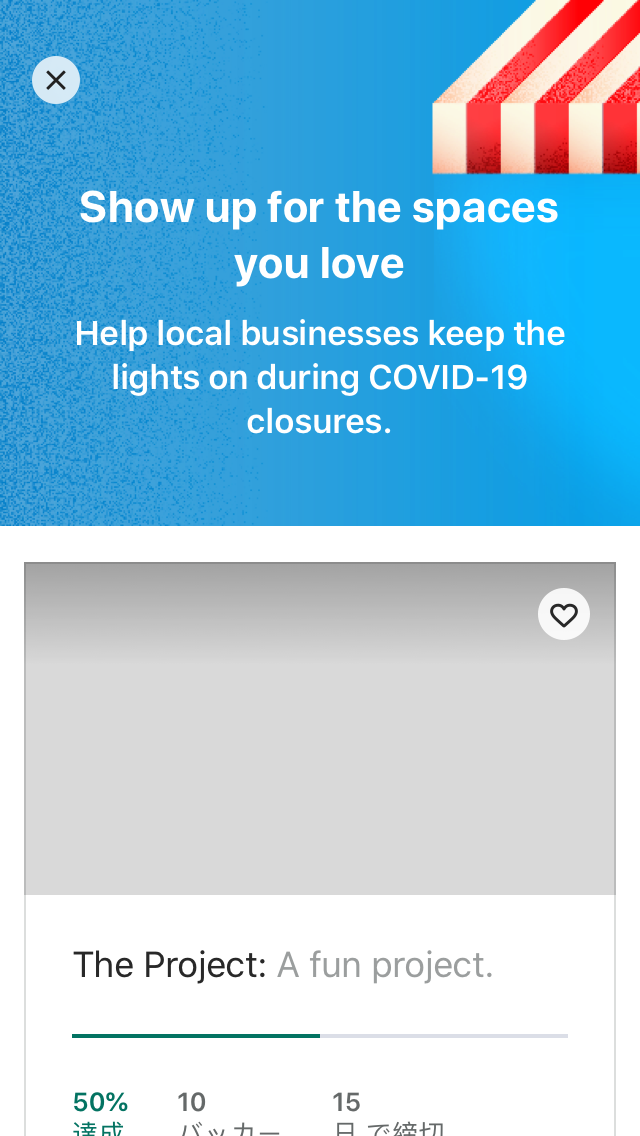 Show up for the spaces
you love
Help local businesses keep the
lights on during COVID-19
closures.
The Project: A fun project.
50% 10 15
達成 バッカー 日 で締切